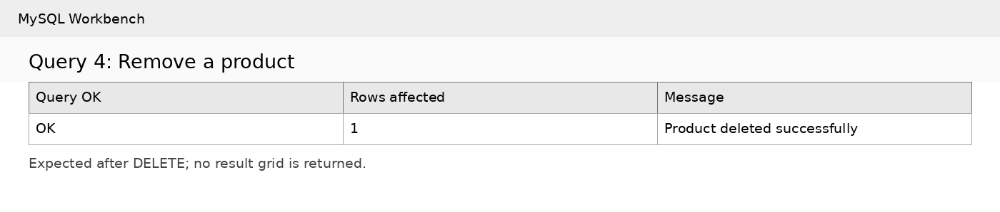 MySQL Workbench
Query 4: Remove a product
Query OK Rows affected Message
OK 1 Product deleted successfully
Expected after DELETE; no result grid is returned.